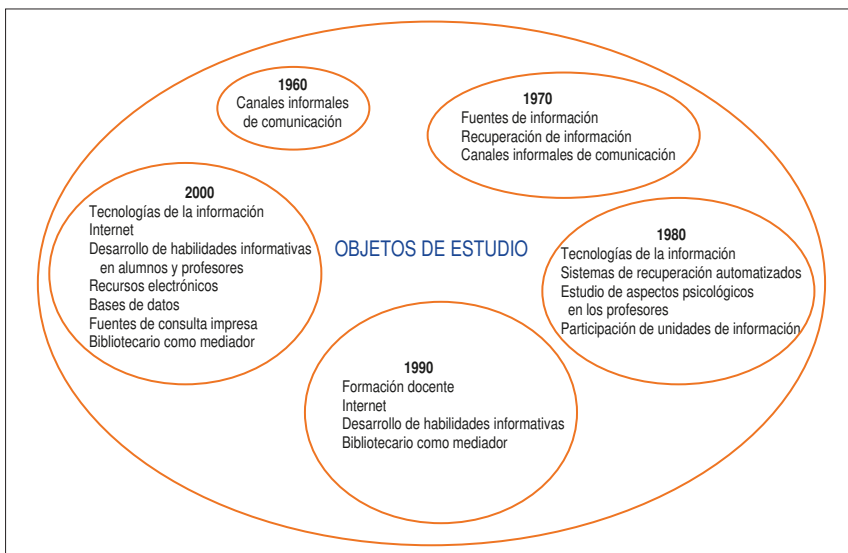 1960
Canales informales
de comunicación
1970
Fuentes de información
Recuperación de información
Canales informales de comunicación
2000
Tecnologías de la información
Internet
Desarrollo de habilidades informativas
en alumnos y profesores
Recursos electrónicos
Bases de datos
Fuentes de consulta impresa
Bibliotecario como mediador
OBJETOS DE ESTUDIO
1980
Tecnologías de la información
Sistemas de recuperación automatizados
Estudio de aspectos psicológicos
en los profesores
Participación de unidades de información
1990
Formación docente
Internet
Desarrollo de habilidades informativas
Bibliotecario como mediador